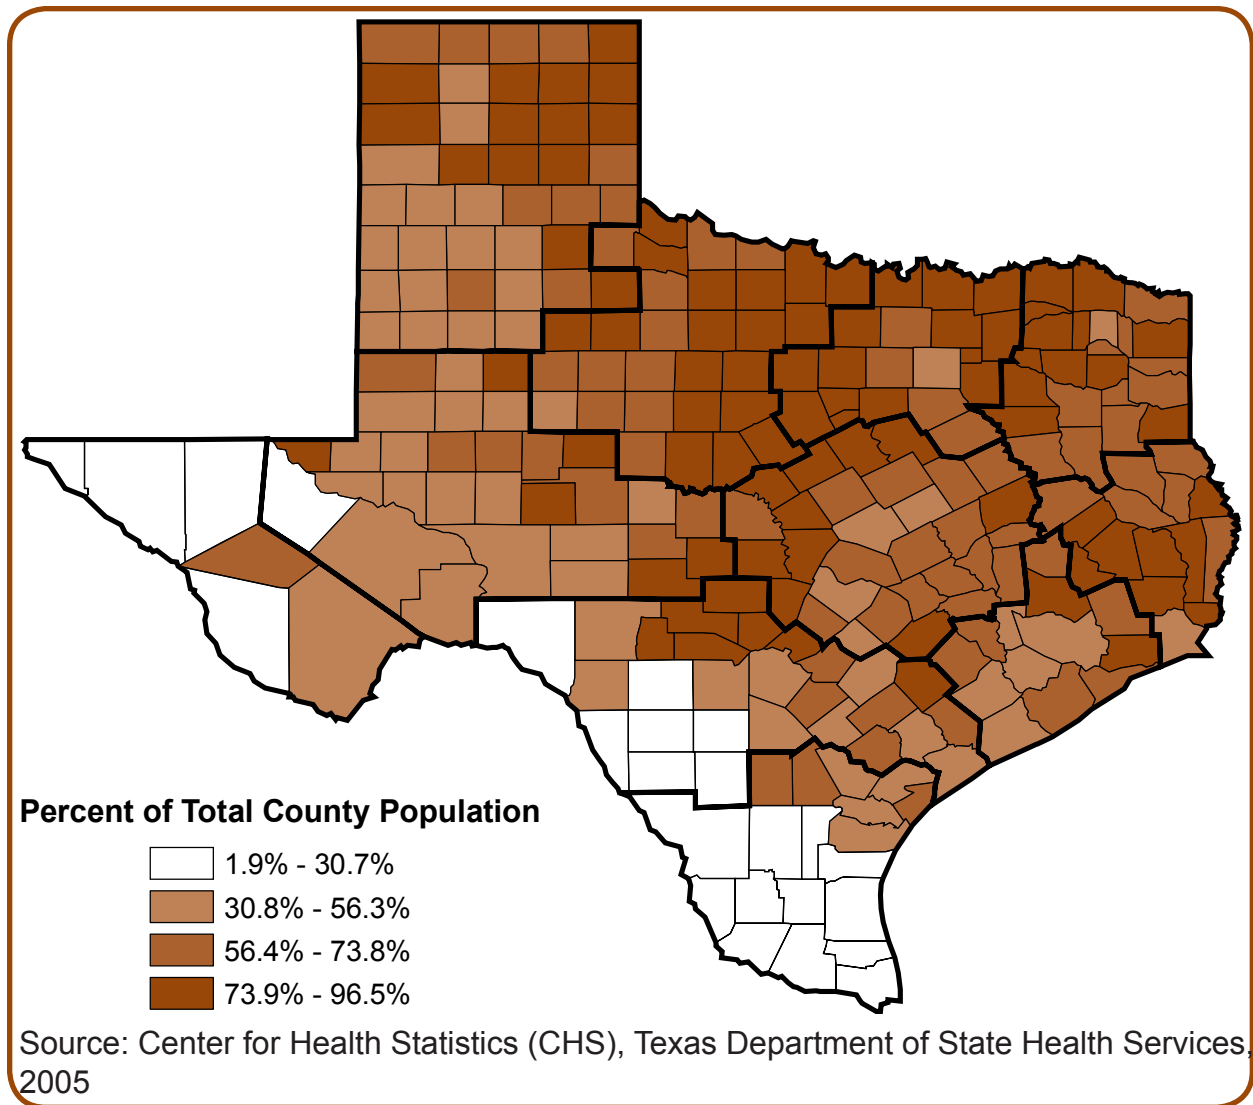 Percent of Total County Population
1.9% - 30.7%
30.8% - 56.3%
56.4% - 73.8%
73.9% - 96.5%
Source: Center for Health Statistics (CHS), Texas Department of State Health Services,
2005